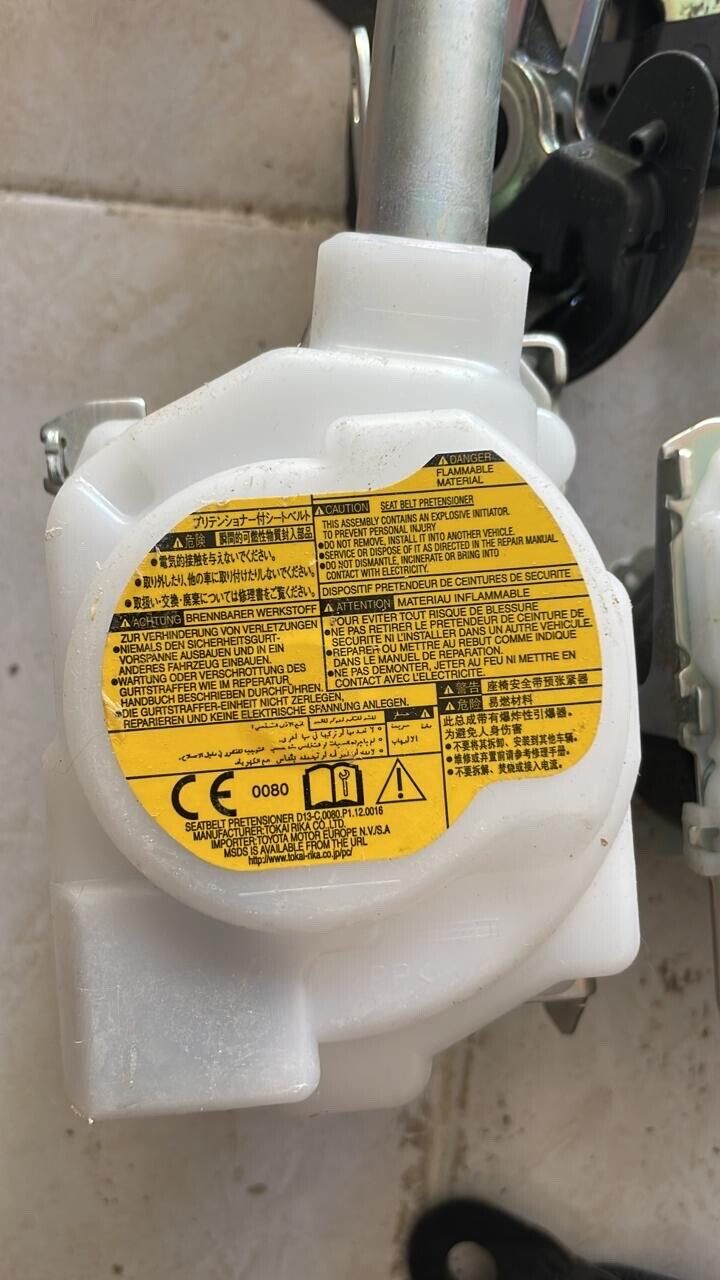 DANGER
FLAMMABLE
MATERIAL
プリテンショナー付シートベルト
危険 瞬間的可燃性物質封入部品
●電気的接触を与えないでください。
●取り外したり、他の車に取り付けたりしないでください。
●取扱い・交換・廃棄については修理書をご覧ください。
CAUTION SEAT BELT PRETENSIONER
THIS ASSEMBLY CONTAINS AN EXPLOSIVE INITIATOR.
TO PREVENT PERSONAL INJURY
●DO NOT REMOVE, INSTALL IT INTO ANOTHER VEHICLE.
●SERVICE OR DISPOSE OF IT AS DIRECTED IN THE REPAIR MANUAL
●DO NOT DISMANTLE, INCINERATE OR BRING INTO
CONTACT WITH ELECTRICITY.
DISPOSITIF PRETENDEUR DE CEINTURES DE SECURITE
ATTENTION MATERIAU INFLAMMABLE
POUR EVITER TOUT RISQUE DE BLESSURE
●NE PAS RETIRER LE PRETENDEUR DE CEINTURE DE
SECURITE NI L'INSTALLER DANS UN AUTRE VEHICULE.
●REPARER OU METTRE AU REBUT COMME INDIQUE
DANS LE MANUEL DE REPARATION.
●NE PAS DEMONTER, JETER AU FEU NI METTRE EN
CONTACT AVEC L'ELECTRICITE.
ACHTUNG BRENNBARER WERKSTOFF
ZUR VERHINDERUNG VON VERLETZUNGEN
●NIEMALS DEN SICHERHEITSGURT-
VORSPANNE AUSBAUEN UND IN EIN
ANDERES FAHRZEUG EINBAUEN.
●WARTUNG ODER VERSCHROTTUNG DES
GURTSTRAFFER WIE IM REPERATUR
HANDBUCH BESCHRIEBEN DURCHFÜHREN.
●DIE GURTSTRAFFER-EINHEIT NICHT ZERLEGEN,
REPARIEREN UND KEINE ELEKTRISCHE SPANNUNG ANLEGEN.
警告 座椅安全带预张紧器
危险 易燃材料
此总成带有爆炸性引爆器。
为避免人身伤害
●不要将其拆卸、安装到其他车辆。
●维修或弃置前请参考修理手册。
●不要拆解、焚烧或接入电流。
CE 0080
SEATBELT PRETENSIONER D13-C,0080.P1.12.0016
MANUFACTURER:TOKAI RIKA CO. LTD.
IMPORTER:TOYOTA MOTOR EUROPE N.V./S.A
MSDS IS AVAILABLE FROM THE URL
http://www.tokai-rika.co.jp/pc/